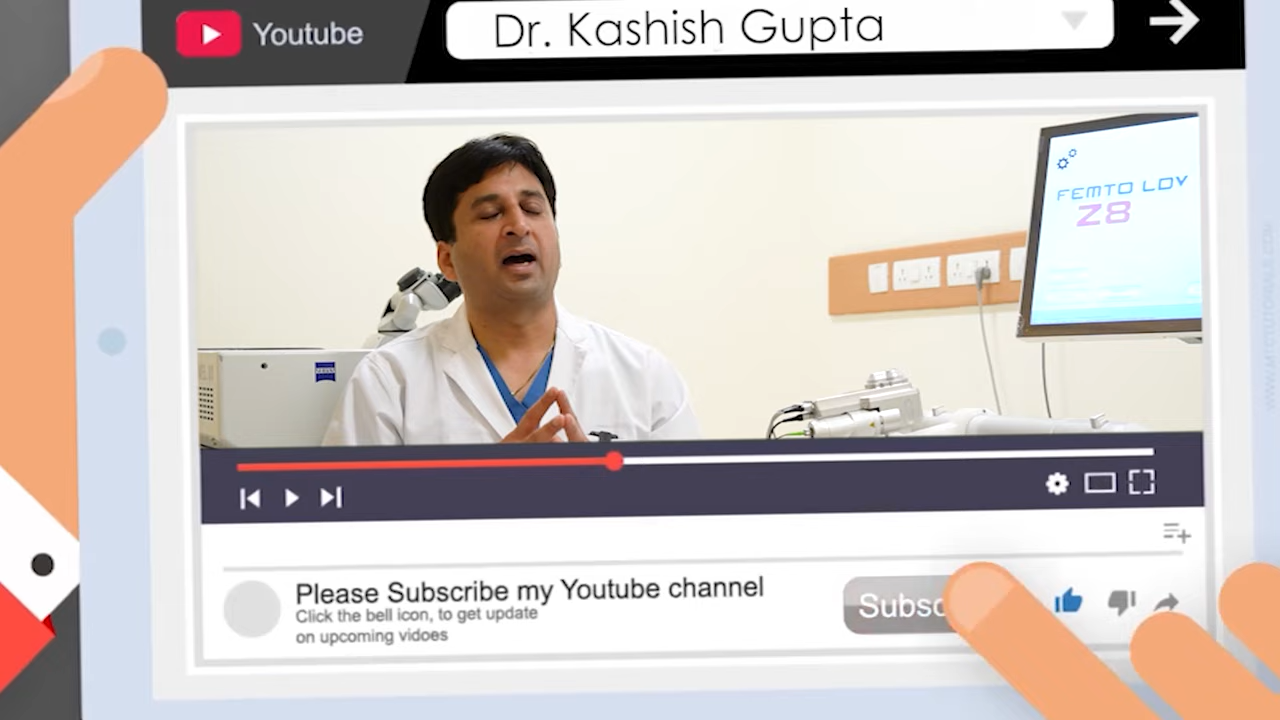 Youtube
Dr. Kashish Gupta
FEMTO LDV
Z8
ZEISS
Please Subscribe my Youtube channel
Click the bell icon, to get update
on upcoming vidoes
Subsc